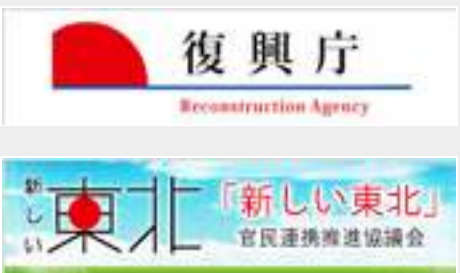 復興庁
Reconstruction Agency
新しい
東北
「新しい東北」
官民連携推進協議会